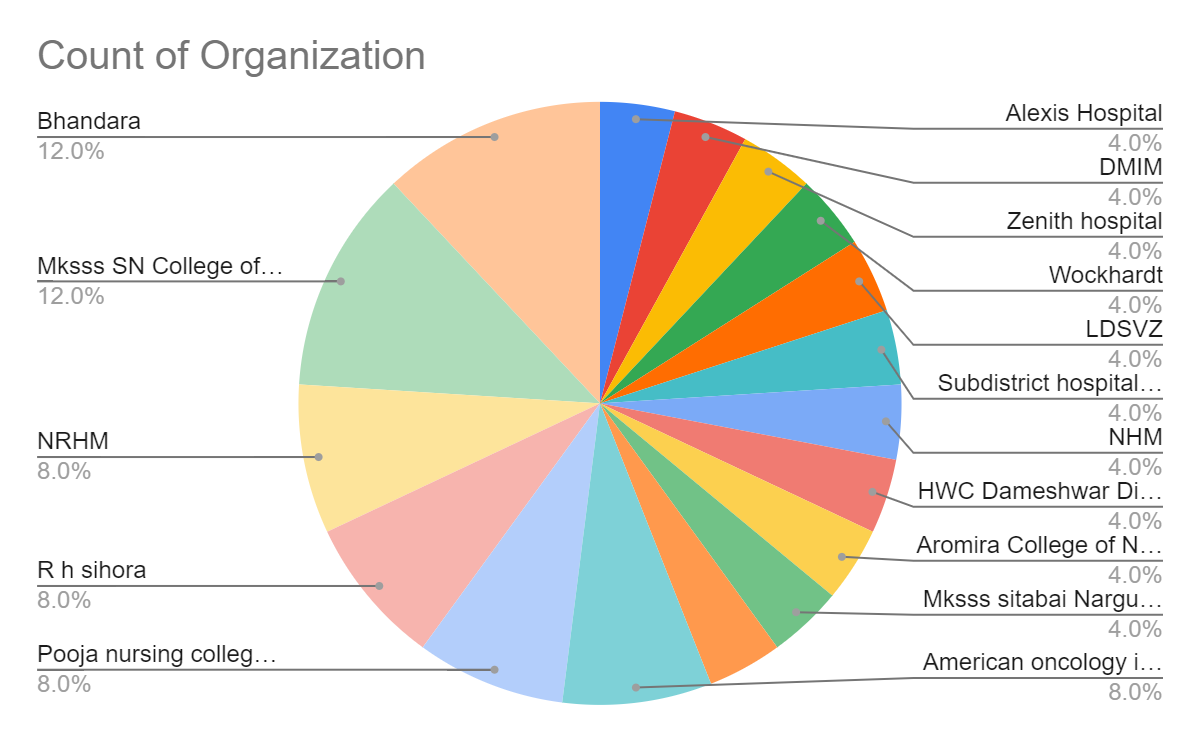 Count of Organization
Bhandara
12.0%
Mksss SN College of…
12.0%
NRHM
8.0%
R h sihora
8.0%
Pooja nursing colleg…
8.0%
Alexis Hospital
4.0%
DMIM
4.0%
Zenith hospital
4.0%
Wockhardt
4.0%
LDSVZ
4.0%
Subdistrict hospital…
4.0%
NHM
4.0%
HWC Dameshwar Di…
4.0%
Aromira College of N…
4.0%
Mksss sitabai Nargu…
4.0%
American oncology i…
8.0%